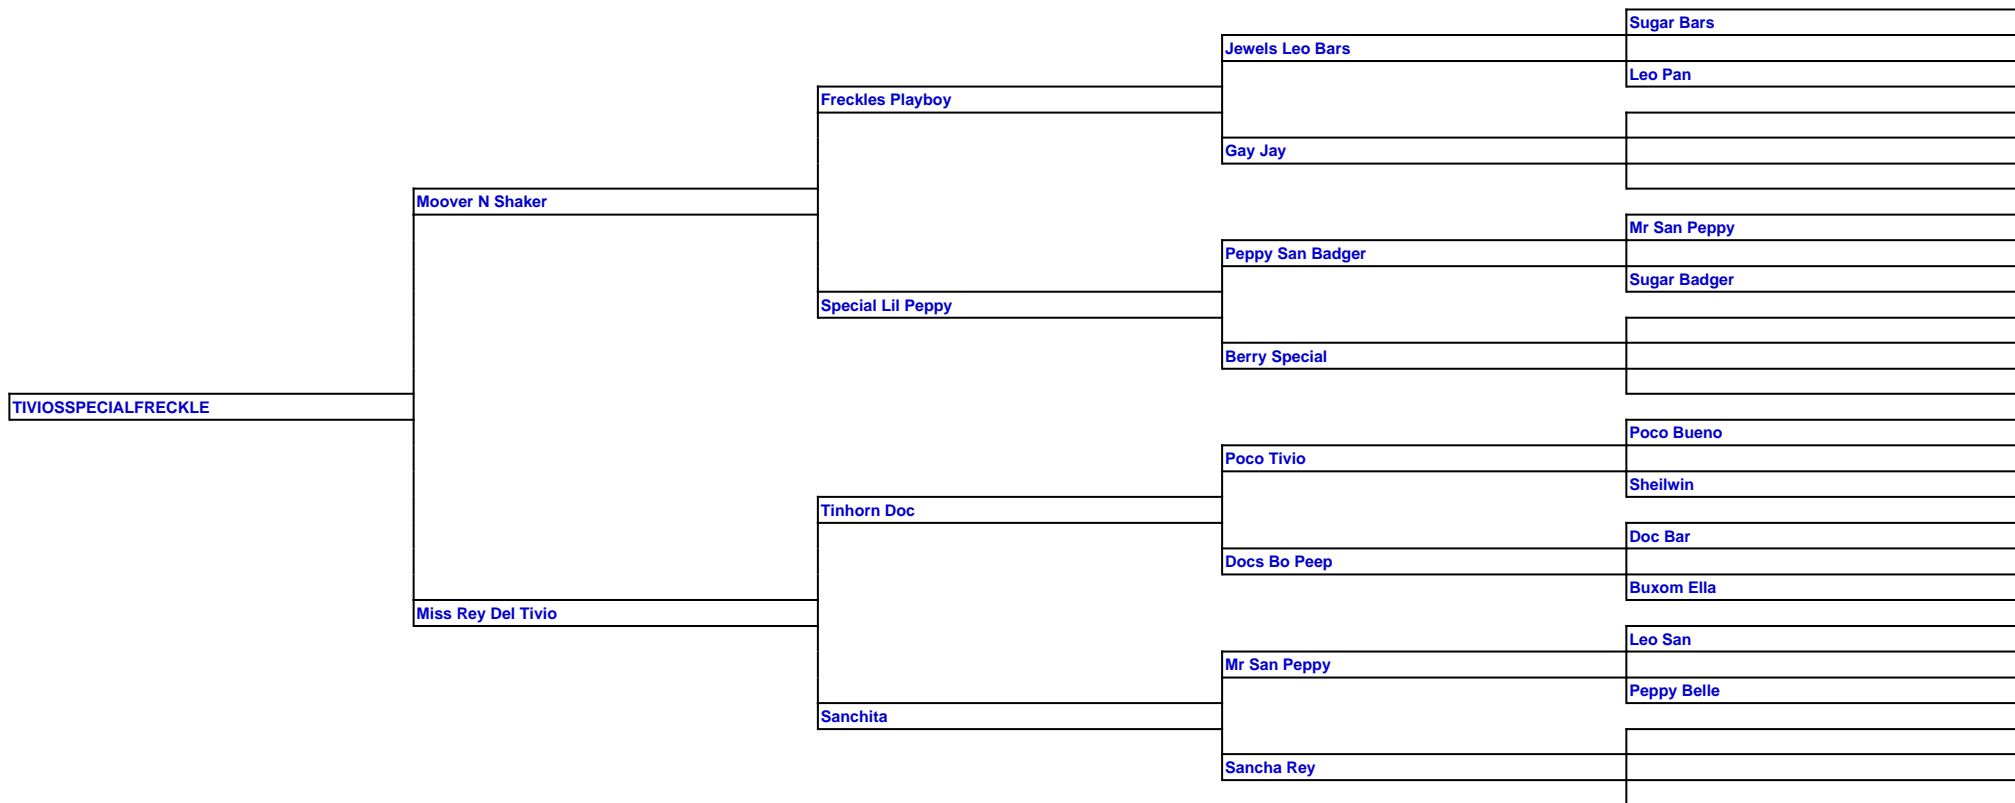 Sugar Bars
Jewels Leo Bars
Leo Pan
Freckles Playboy
Gay Jay
Moover N Shaker
Mr San Peppy
Peppy San Badger
Sugar Badger
Special Lil Peppy
Berry Special
TIVIOSSPECIALFRECKLE
Poco Bueno
Poco Tivio
Sheilwin
Tinhorn Doc
Doc Bar
Docs Bo Peep
Buxom Ella
Miss Rey Del Tivio
Leo San
Mr San Peppy
Peppy Belle
Sanchita
Sancha Rey